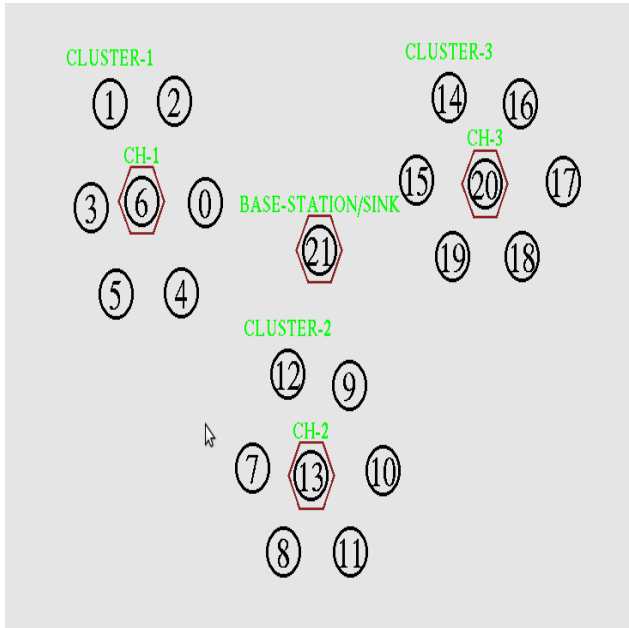 CLUSTER-1
1 2
CH-1
3 6 0
5 4
CLUSTER-3
14 16
CH-3
15 20 17
19 18
BASE-STATION/SINK
21
CLUSTER-2
12 9
CH-2
7 13 10
8 11